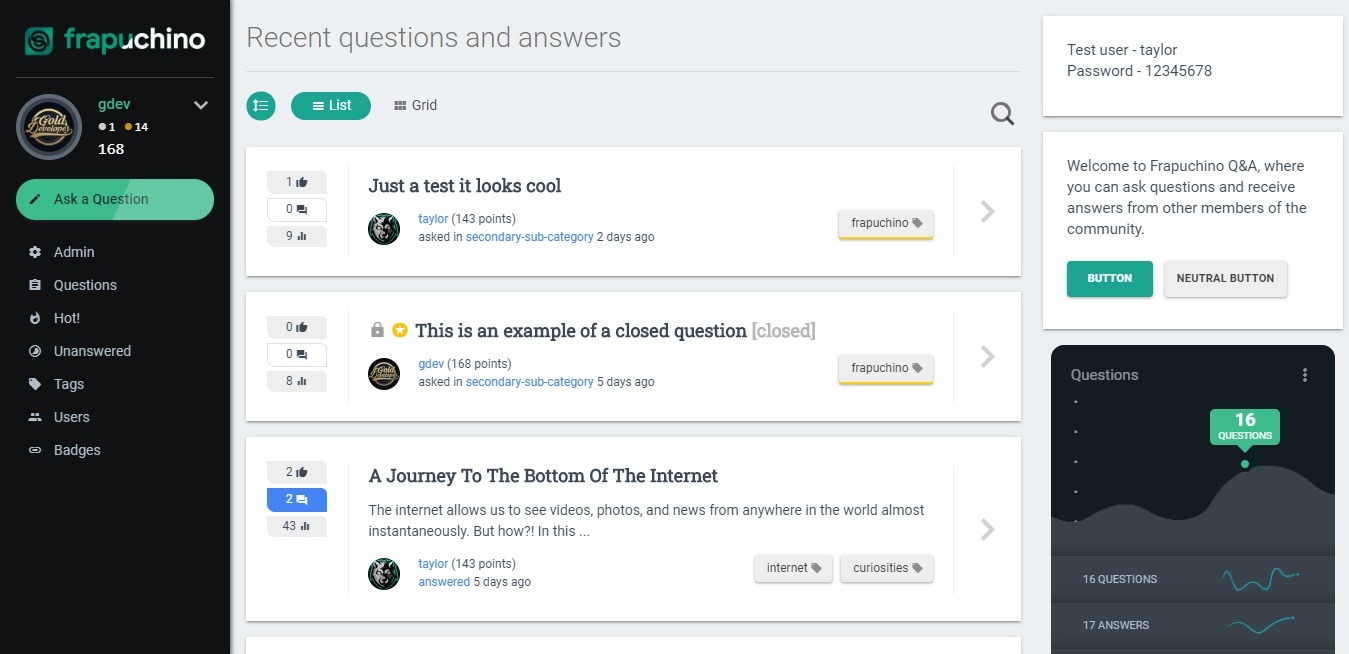 frapuchino
gdev
1 14
168
Ask a Question
Admin
Questions
Hot!
Unanswered
Tags
Users
Badges
Recent questions and answers
List
Grid
1
0
9
Just a test it looks cool
taylor (143 points)
asked in secondary-sub-category 2 days ago
frapuchino
0
0
8
This is an example of a closed question [closed]
gdev (168 points)
asked in secondary-sub-category 5 days ago
frapuchino
2
2
43
A Journey To The Bottom Of The Internet
The internet allows us to see videos, photos, and news from anywhere in the world almost
instantaneously. But how?! In this ...
taylor (143 points)
answered 5 days ago
internet
curiosities
Test user - taylor
Password - 12345678
Welcome to Frapuchino Q&A, where
you can ask questions and receive
answers from other members of the
community.
BUTTON
NEUTRAL BUTTON
Questions
16
QUESTIONS
16 QUESTIONS
17 ANSWERS
Gold
Developer
Gold
Developer